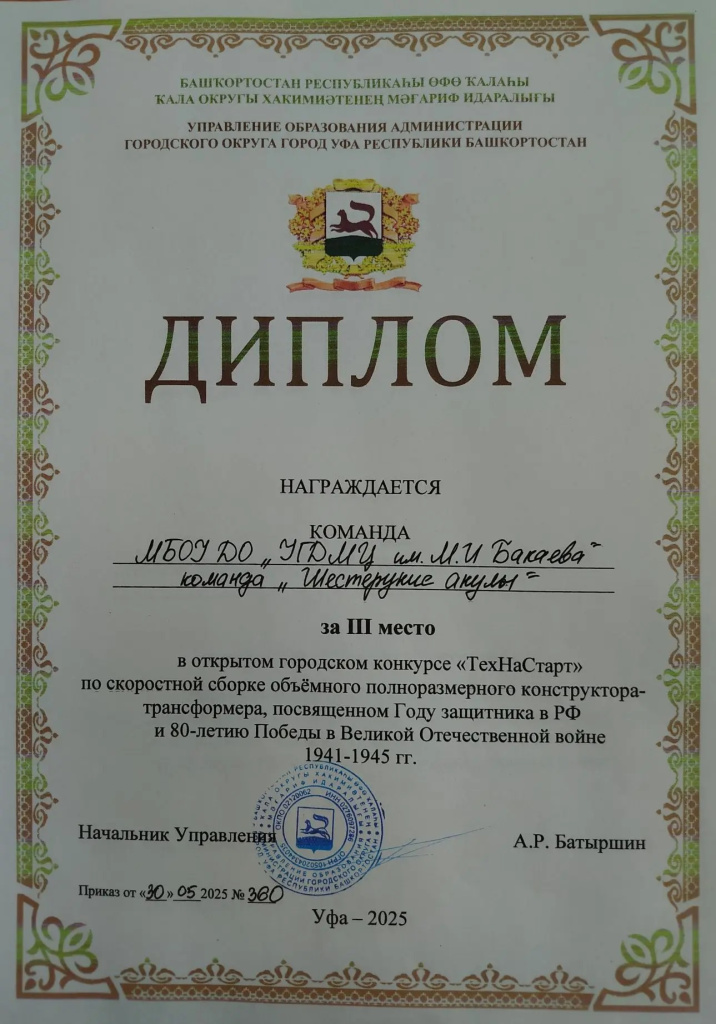 БАШҠОРТОСТАН РЕСПУБЛИКАҺЫ ӨФӨ ҠАЛАҺЫ
ҠАЛА ОКРУГЫ ХАКИМИӘТЕНЕҢ МӘҒАРИФ ИДАРАЛЫҒЫ
УПРАВЛЕНИЕ ОБРАЗОВАНИЯ АДМИНИСТРАЦИИ
ГОРОДСКОГО ОКРУГА ГОРОД УФА РЕСПУБЛИКИ БАШКОРТОСТАН
ДИПЛОМ
НАГРАЖДАЕТСЯ
КОМАНДА
МБОУ ДО „УГДМЦ им. М.И Бакаева"
команда „Шестерукие акулы"
за III место
в открытом городском конкурсе «ТехНаСтарт»
по скоростной сборке объёмного полноразмерного конструктора-
трансформера, посвященном Году защитника в РФ
и 80-летию Победы в Великой Отечественной войне
1941-1945 гг.
Начальник Управления
А.Р. Батыршин
Приказ от «30» 05 2025 № 360
Уфа – 2025